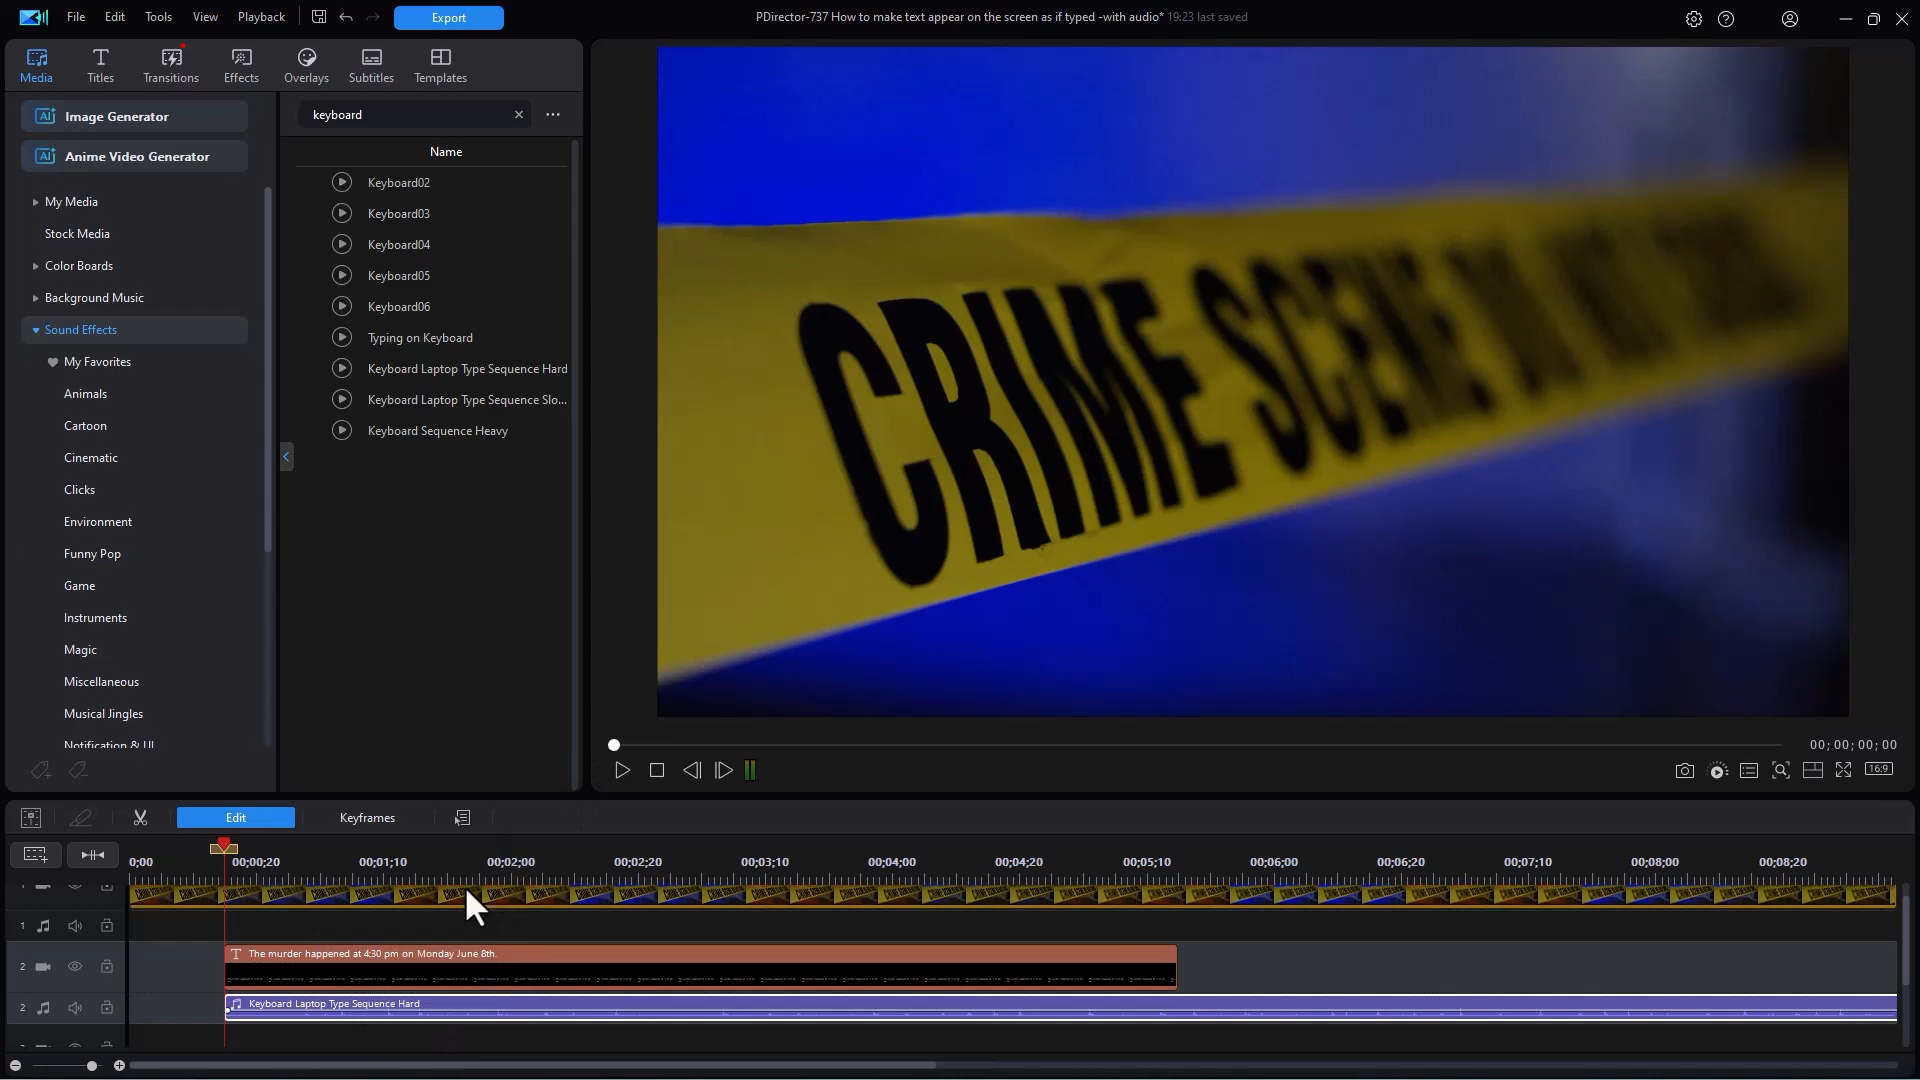 File Edit Tools View Playback Export PDirector-737 How to make text appear on the screen as if typed -with audio* 19:23 last saved
Media Titles Transitions Effects Overlays Subtitles Templates
AI Image Generator
AI Anime Video Generator
My Media
Stock Media
Color Boards
Background Music
Sound Effects
My Favorites
Animals
Cartoon
Cinematic
Clicks
Environment
Funny Pop
Game
Instruments
Magic
Miscellaneous
Musical Jingles
Notification & UI
keyboard
Name
Keyboard02
Keyboard03
Keyboard04
Keyboard05
Keyboard06
Typing on Keyboard
Keyboard Laptop Type Sequence Hard
Keyboard Laptop Type Sequence Slo...
Keyboard Sequence Heavy
CRIME SCENE
00;00;00;00
16:9
Edit Keyframes
0;00 00;00;20 00;01;10 00;02;00 00;02;20 00;03;10 00;04;00 00;04;20 00;05;10 00;06;00 00;06;20 00;07;10 00;08;00 00;08;20
1
2 The murder happened at 4:30 pm on Monday June 8th.
2 Keyboard Laptop Type Sequence Hard